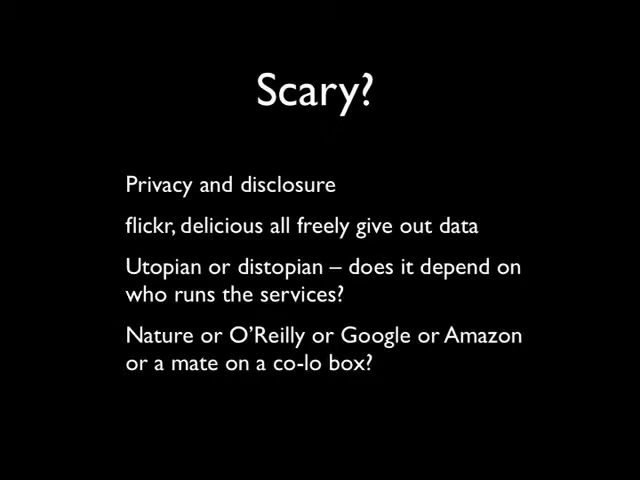 Scary?
Privacy and disclosure
flickr, delicious all freely give out data
Utopian or distopian – does it depend on
who runs the services?
Nature or O’Reilly or Google or Amazon
or a mate on a co-lo box?